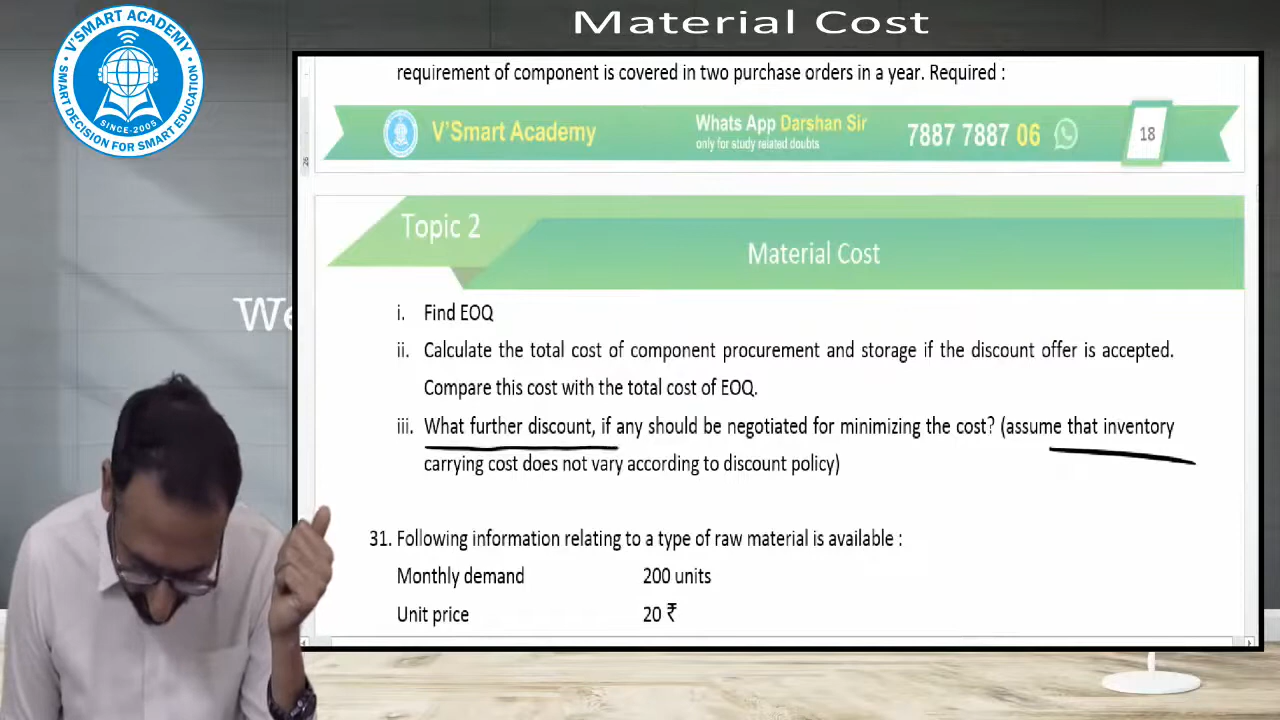 Material Cost
V'SMART ACADEMY
SMART DECISION FOR SMART EDUCATION
SINCE-2005
requirement of component is covered in two purchase orders in a year. Required :
V'Smart Academy
Whats App Darshan Sir
only for study related doubts
7887 7887 06
18
26
Topic 2
Material Cost
We
i. Find EOQ
ii. Calculate the total cost of component procurement and storage if the discount offer is accepted.
Compare this cost with the total cost of EOQ.
iii. What further discount, if any should be negotiated for minimizing the cost? (assume that inventory
carrying cost does not vary according to discount policy)
31. Following information relating to a type of raw material is available :
Monthly demand 200 units
Unit price 20 ₹